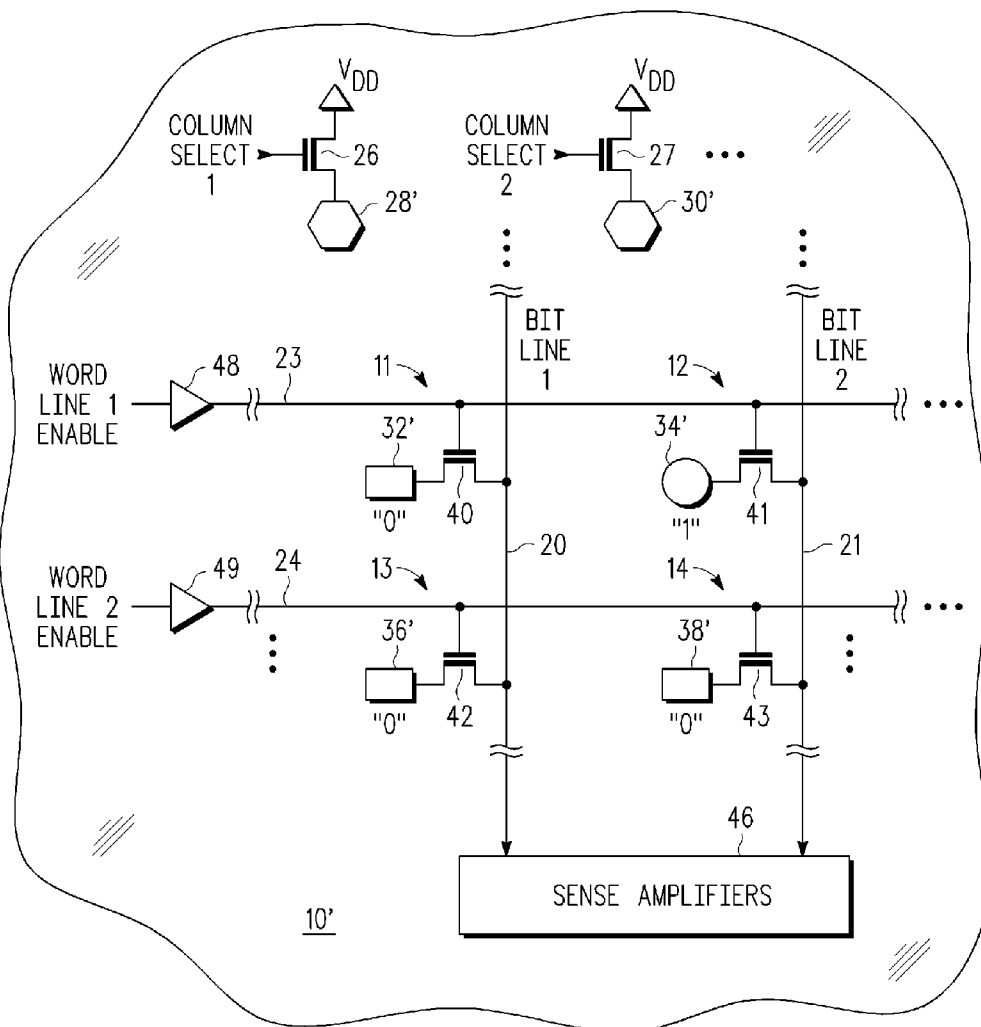 V DD
V DD
COLUMN
SELECT
1
26
COLUMN
SELECT
2
27
28'
30'
BIT
LINE
1
BIT
LINE
2
WORD
LINE 1
ENABLE
48
23
11
12
32'
"0"
40
34'
"1"
41
20
21
WORD
LINE 2
ENABLE
49
24
13
14
36'
"0"
42
38'
"0"
43
46
SENSE AMPLIFIERS
10'